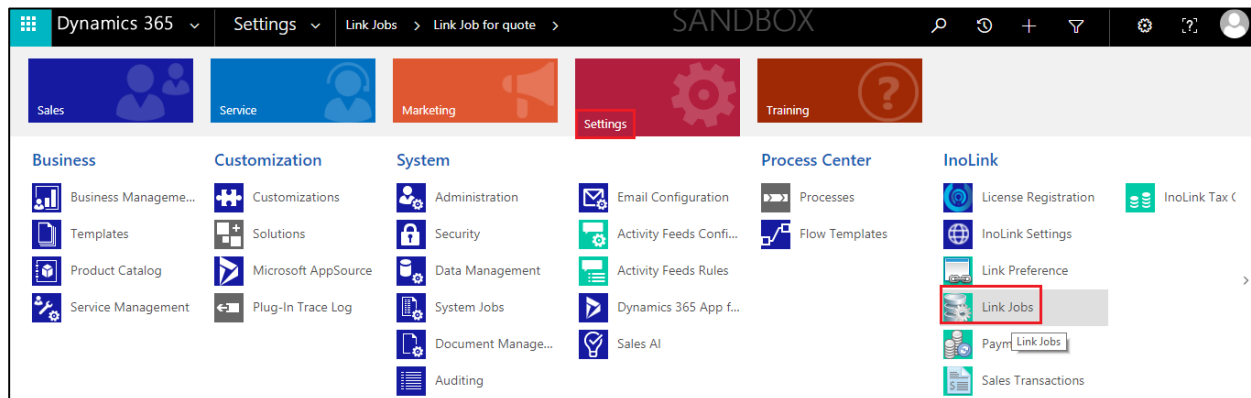 Dynamics 365 Settings Link Jobs > Link Job for quote > SANDBOX
Sales
Service
Marketing
Settings
Training
?
Business
Business Manageme...
Templates
Product Catalog
Service Management
Customization
Customizations
Solutions
Microsoft AppSource
Plug-In Trace Log
System
Administration
Security
Data Management
System Jobs
Document Manage...
Auditing
Email Configuration
Activity Feeds Confi...
Activity Feeds Rules
Dynamics 365 App f...
Sales AI
Process Center
Processes
Flow Templates
InoLink
License Registration
InoLink Settings
Link Preference
Link Jobs
Paym
Link Jobs
Sales Transactions
InoLink Tax